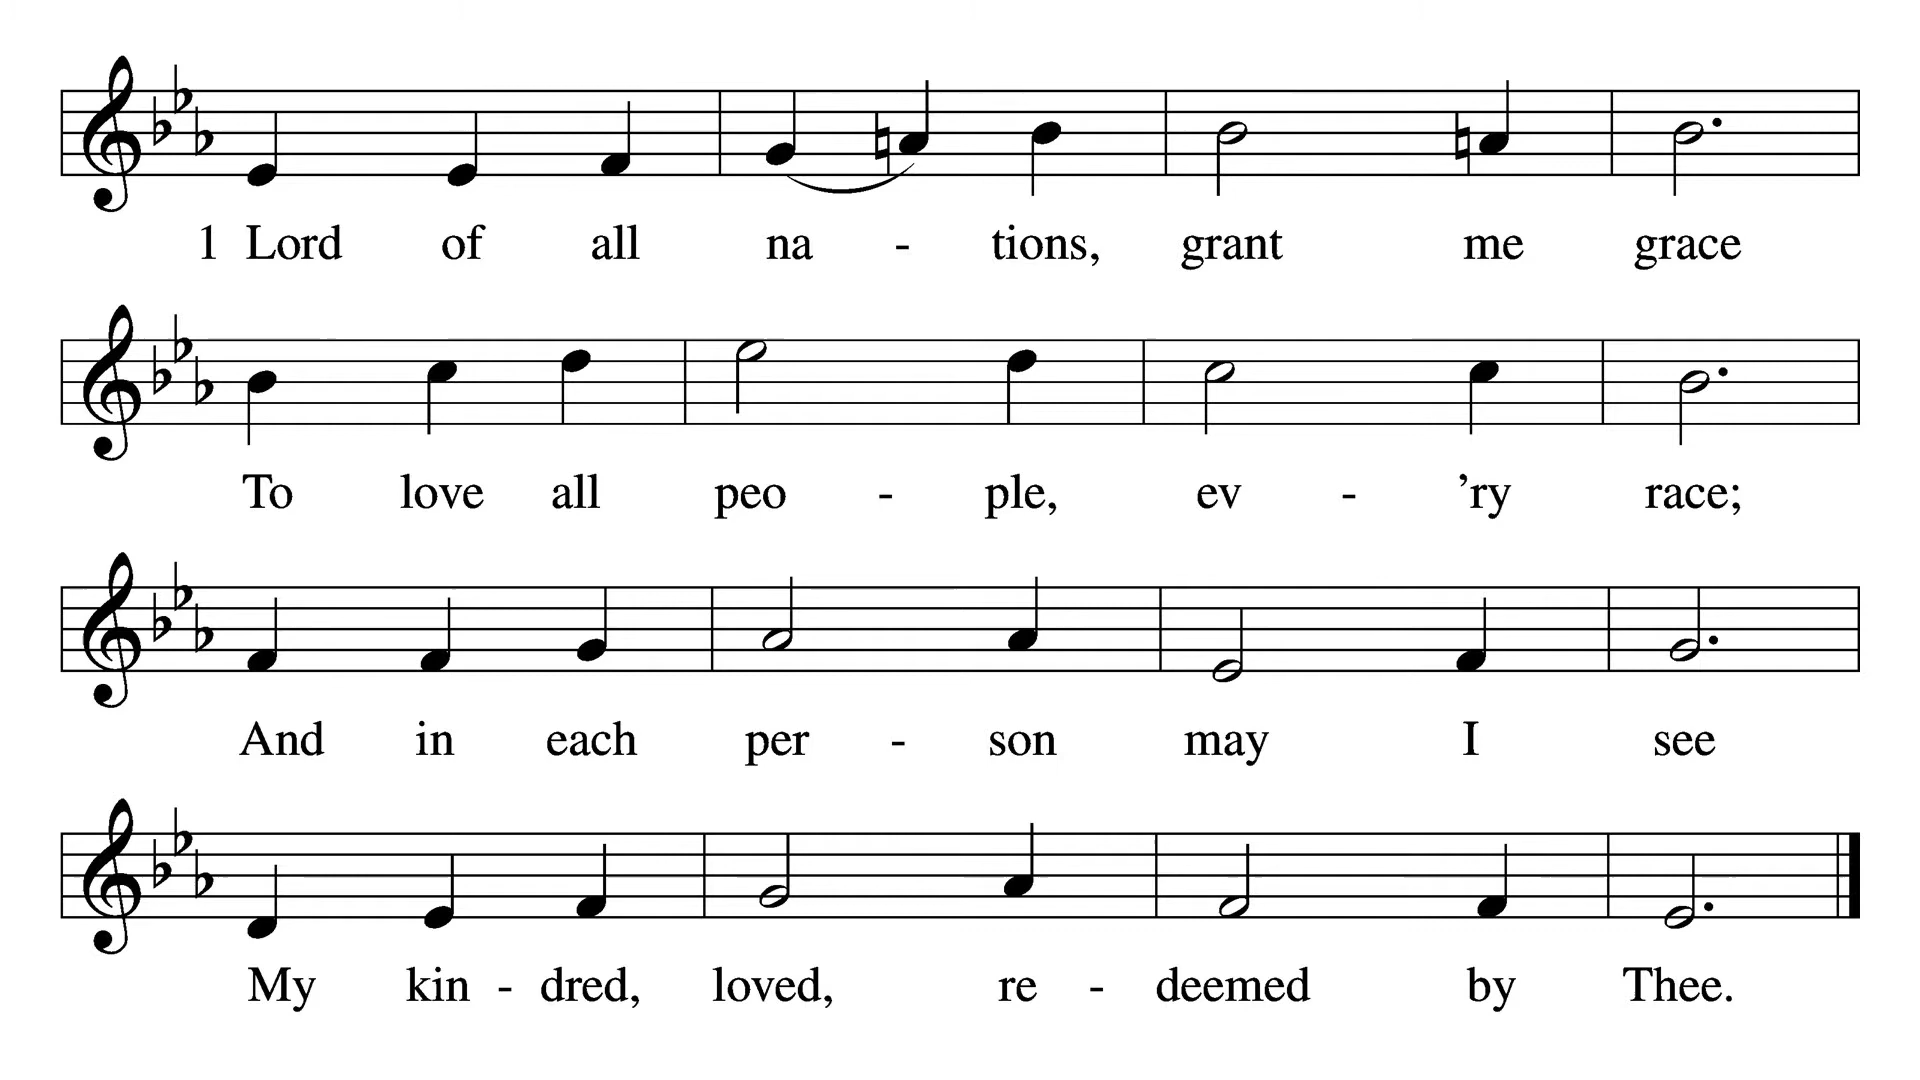 1 Lord of all na - tions, grant me grace
To love all peo - ple, ev - ’ry race;
And in each per - son may I see
My kin - dred, loved, re - deemed by Thee.